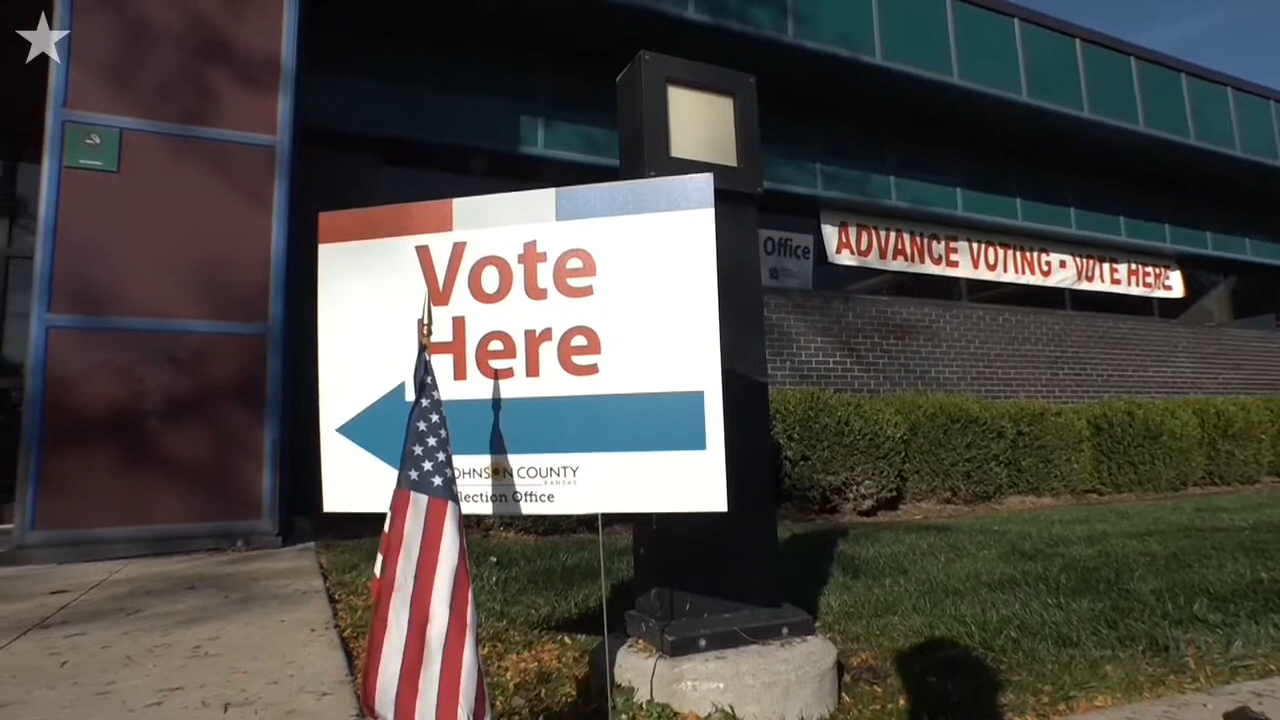 Vote
Here
OHNSON COUNTY
KANSAS
lection Office
Office
ADVANCE VOTING - VOTE HERE